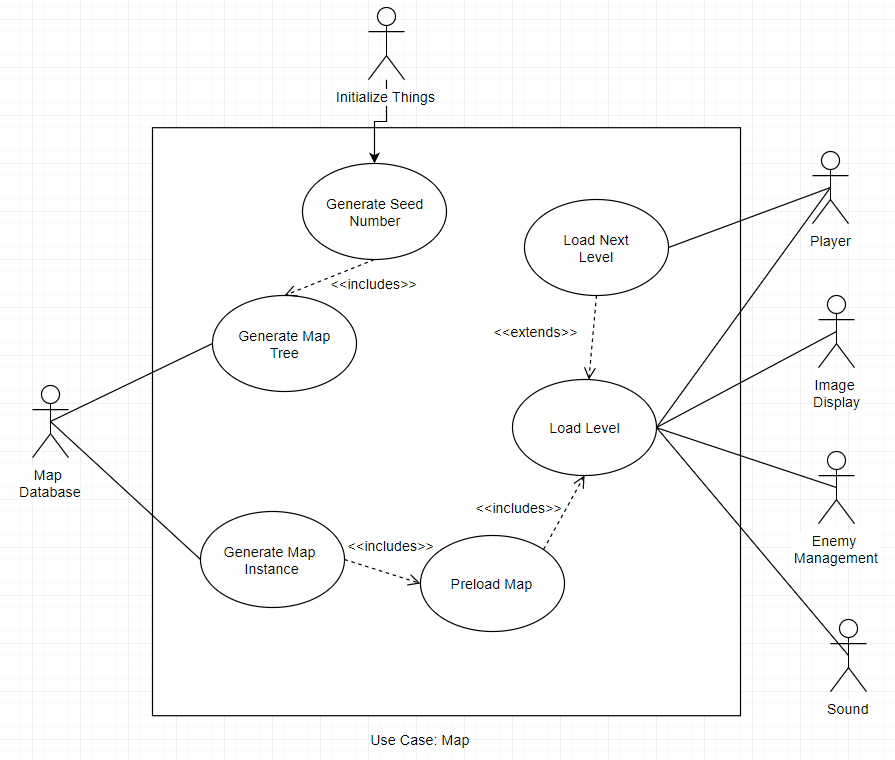 Initialize Things
Generate Seed
Number
Load Next
Level
Player
<<includes>>
<<extends>>
Generate Map
Tree
Image
Display
Load Level
Map
Database
<<includes>>
Generate Map
Instance
<<includes>>
Preload Map
Enemy
Management
Sound
Use Case: Map